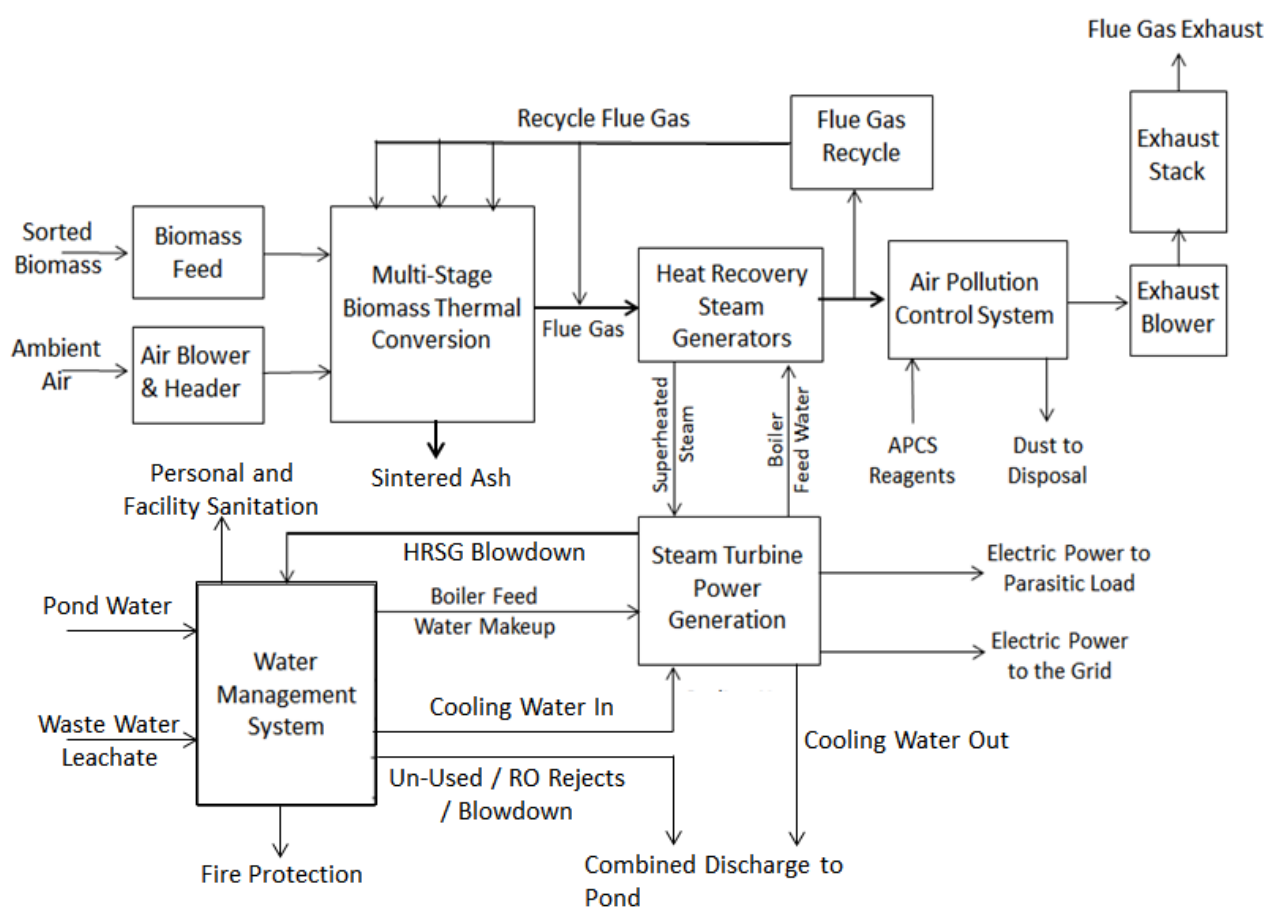 Flue Gas Exhaust
Recycle Flue Gas
Flue Gas
Recycle
Exhaust
Stack
Sorted
Biomass
Biomass
Feed
Multi-Stage
Biomass Thermal
Conversion
Flue Gas
Heat Recovery
Steam
Generators
Air Pollution
Control System
Exhaust
Blower
Ambient
Air
Air Blower
& Header
Superheated
Steam
Boiler
Feed Water
APCS
Reagents
Dust to
Disposal
Sintered Ash
Personal and
Facility Sanitation
HRSG Blowdown
Steam Turbine
Power
Generation
Electric Power to
Parasitic Load
Electric Power
to the Grid
Pond Water
Boiler Feed
Water Makeup
Water
Management
System
Waste Water
Leachate
Cooling Water In
Cooling Water Out
Un-Used / RO Rejects
/ Blowdown
Fire Protection
Combined Discharge to
Pond